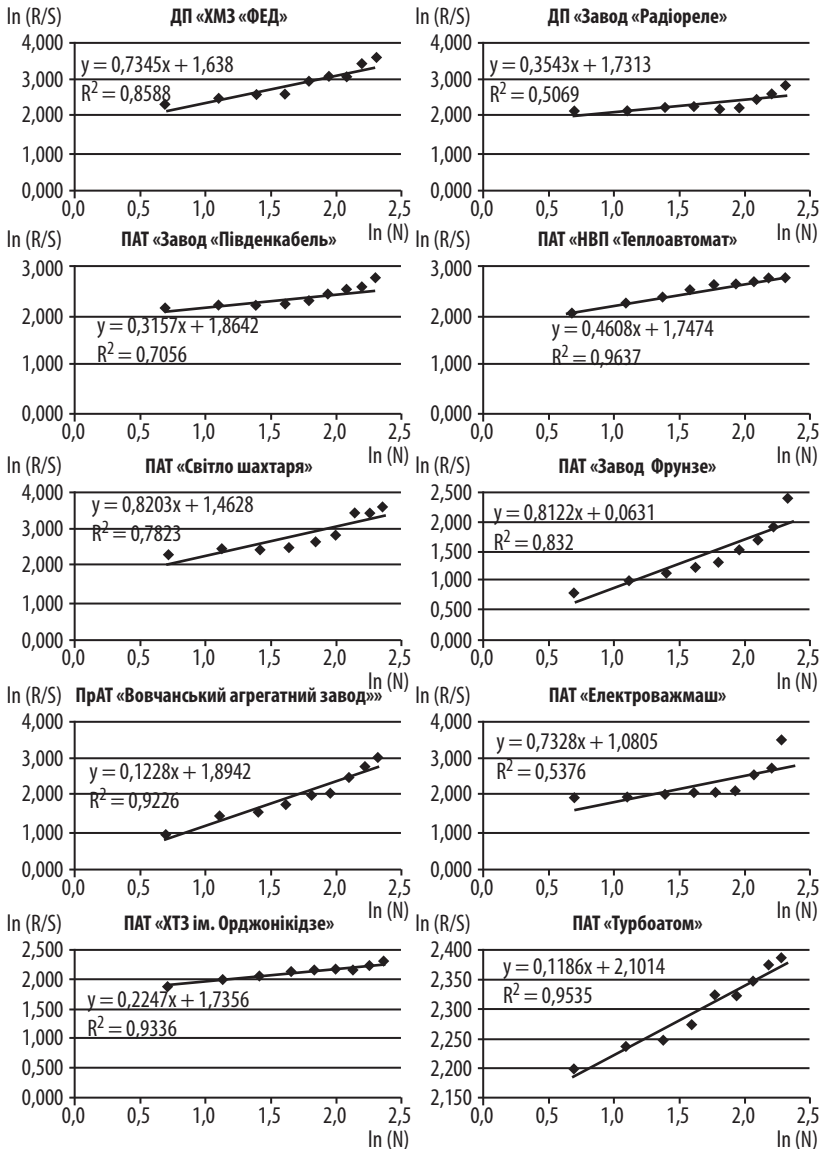 ln (R/S) ДП «ХМЗ «ФЕД»
4,000
3,000
2,000
1,000
0,000
y = 0,7345x + 1,638
R² = 0,8588
0,0 0,5 1,0 1,5 2,0 2,5
ln (N)
ln (R/S) ДП «Завод «Радіореле»
4,000
3,000
2,000
1,000
0,000
y = 0,3543x + 1,7313
R² = 0,5069
0,0 0,5 1,0 1,5 2,0 2,5
ln (N)
ln (R/S) ПАТ «Завод «Південкабель»
3,000
2,000
1,000
0,000
y = 0,3157x + 1,8642
R² = 0,7056
0,0 0,5 1,0 1,5 2,0 2,5
ln (N)
ln (R/S) ПАТ «НВП «Теплоавтомат»
3,000
2,000
1,000
0,000
y = 0,4608x + 1,7474
R² = 0,9637
0,0 0,5 1,0 1,5 2,0 2,5
ln (N)
ln (R/S) ПАТ «Світло шахтаря»
4,000
3,000
2,000
1,000
0,000
y = 0,8203x + 1,4628
R² = 0,7823
0,0 0,5 1,0 1,5 2,0 2,5
ln (N)
ln (R/S) ПАТ «Завод Фрунзе»
2,500
2,000
1,500
1,000
0,500
0,000
y = 0,8122x + 0,0631
R² = 0,832
0,0 0,5 1,0 1,5 2,0 2,5
ln (N)
ln (R/S) ПрАТ «Вовчанський агрегатний завод»»
4,000
3,000
2,000
1,000
0,000
y = 0,1228x + 1,8942
R² = 0,9226
0,0 0,5 1,0 1,5 2,0 2,5
ln (N)
ln (R/S) ПАТ «Електроважмаш»
4,000
3,000
2,000
1,000
0,000
y = 0,7328x + 1,0805
R² = 0,5376
0,0 0,5 1,0 1,5 2,0 2,5
ln (N)
ln (R/S) ПАТ «ХТЗ ім. Орджонікідзе»
2,500
2,000
1,500
1,000
0,500
0,000
y = 0,2247x + 1,7356
R² = 0,9336
0,0 0,5 1,0 1,5 2,0 2,5
ln (N)
ln (R/S) ПАТ «Турбоатом»
2,400
2,350
2,300
2,250
2,200
2,150
y = 0,1186x + 2,1014
R² = 0,9535
0,0 0,5 1,0 1,5 2,0 2,5
ln (N)